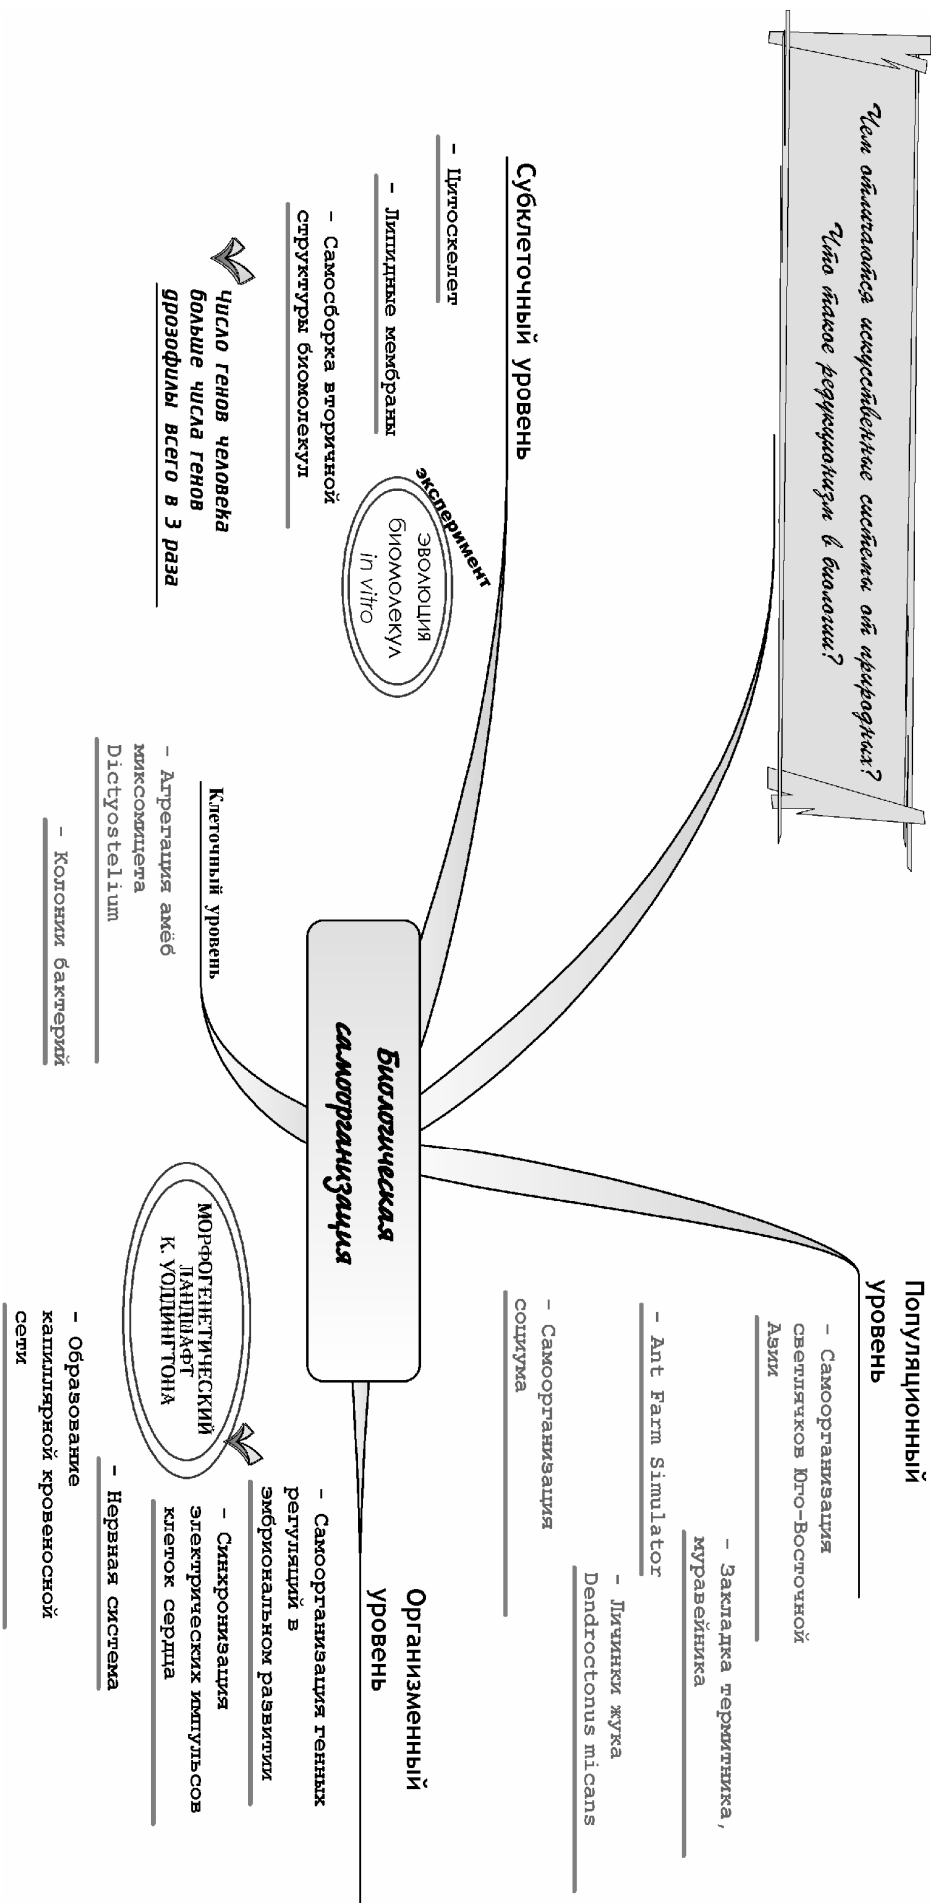 Чем отличаются искусственные системы от природных?
Что такое редукционизм в биологии?
Субклеточный уровень
- Цитоскелет
- Липидные мембраны
- Самосборка вторичной
структуры биомолекул
эксперимент
эволюция
биомолекул
in vitro
Число генов человека
больше числа генов
дрозофилы всего в 3 раза
Клеточный уровень
- Агрегация амёб
миксомицета
Dictyostelium
- Колонии бактерий
Биологическая
самоорганизация
Популяционный
уровень
- Самоорганизация
светлячков Юго-Восточной
Азии
- Закладка термитника,
муравейника
- Ant Farm Simulator
- Личинки жука
Dendroctonus micans
- Самоорганизация
социума
Организменный
уровень
- Самоорганизация генных
регуляций в
эмбриональном развитии
- Синхронизация
электрических импульсов
клеток сердца
- Нервная система
- Образование
капиллярной кровеносной
сети
МОРФОГЕНЕТИЧЕСКИЙ
ЛАНДШАФТ
К. УОДДИНГТОНА